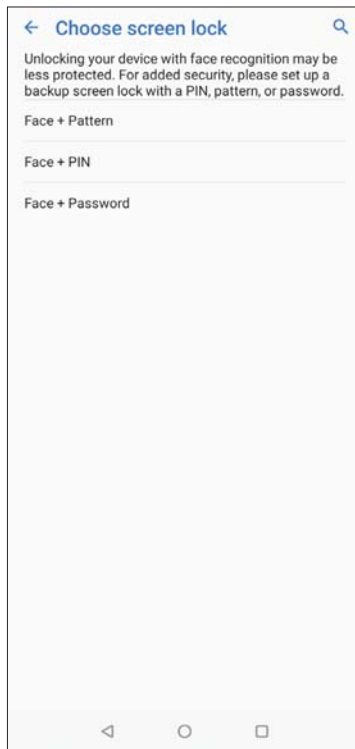 Choose screen lock
Unlocking your device with face recognition may be
less protected. For added security, please set up a
backup screen lock with a PIN, pattern, or password.
Face + Pattern
Face + PIN
Face + Password